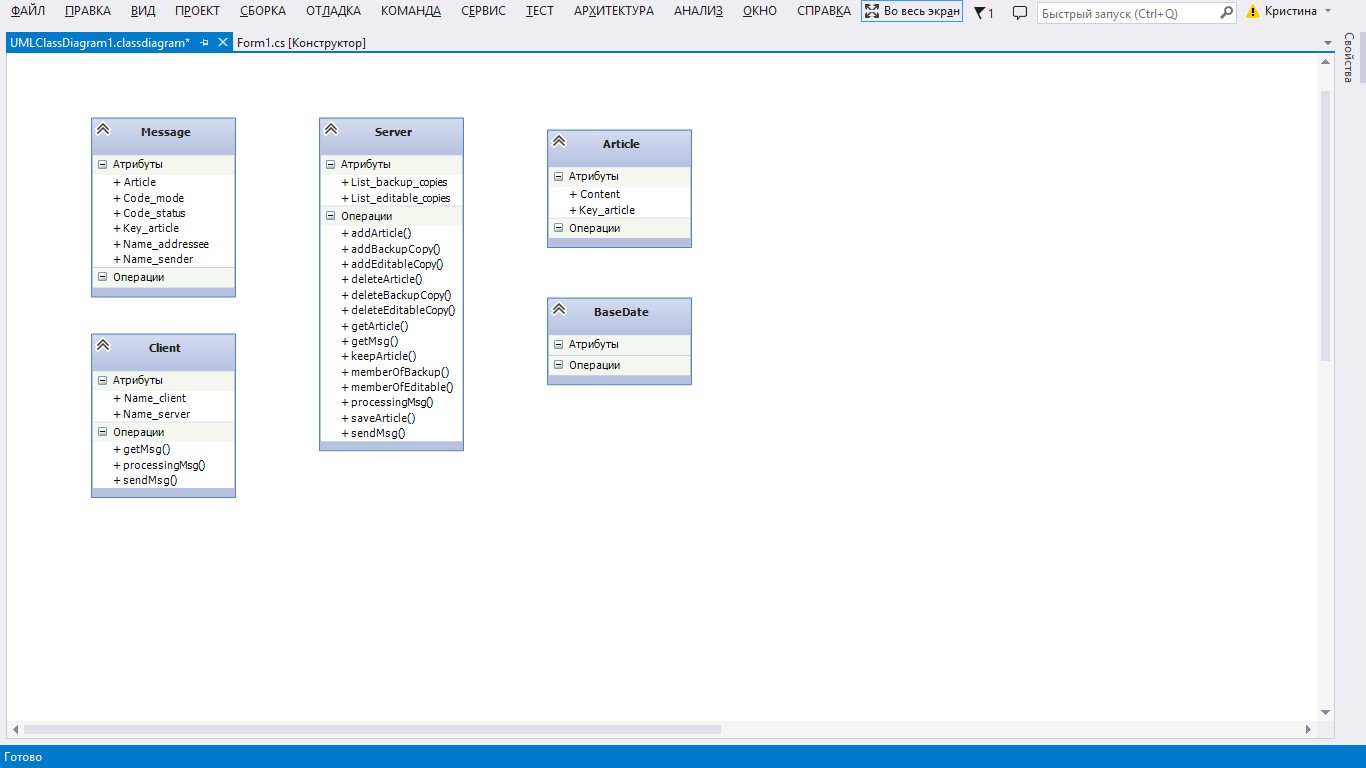 ФАЙЛ ПРАВКА ВИД ПРОЕКТ СБОРКА ОТЛАДКА КОМАНДА СЕРВИС ТЕСТ АРХИТЕКТУРА АНАЛИЗ ОКНО СПРАВКА Во весь экран 1 Быстрый запуск (Ctrl+Q) Кристина
UMLClassDiagram1.classdiagram* Form1.cs [Конструктор]
Свойства
Message
Атрибуты
+ Article
+ Code_mode
+ Code_status
+ Key_article
+ Name_addressee
+ Name_sender
Операции
Client
Атрибуты
+ Name_client
+ Name_server
Операции
+ getMsg()
+ processingMsg()
+ sendMsg()
Server
Атрибуты
+ List_backup_copies
+ List_editable_copies
Операции
+ addArticle()
+ addBackupCopy()
+ addEditableCopy()
+ deleteArticle()
+ deleteBackupCopy()
+ deleteEditableCopy()
+ getArticle()
+ getMsg()
+ keepArticle()
+ memberOfBackup()
+ memberOfEditable()
+ processingMsg()
+ saveArticle()
+ sendMsg()
Article
Атрибуты
+ Content
+ Key_article
Операции
BaseDate
Атрибуты
Операции
Готово